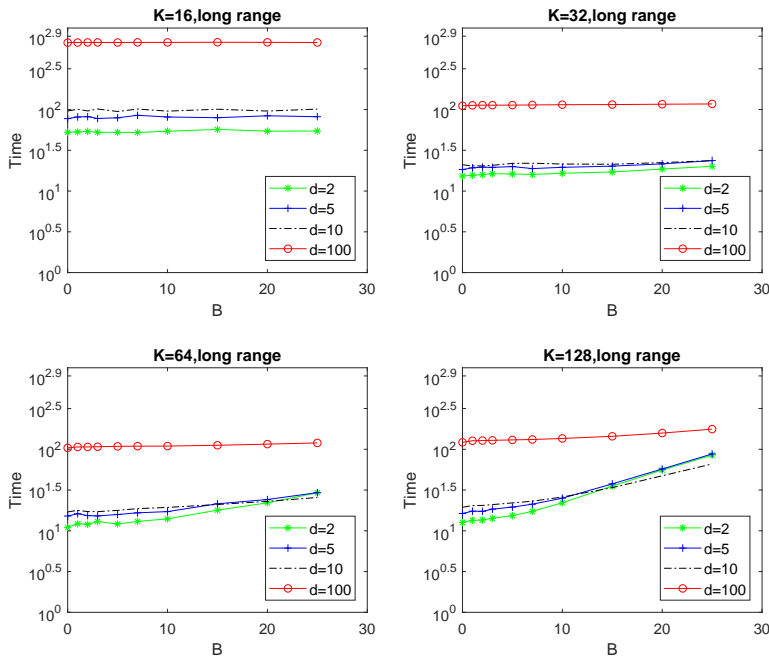 K=16,long range
10^2.9
10^2.5
10^2
10^1.5
10^1
10^0.5
10^0
Time
0
10
20
30
B
d=2
d=5
d=10
d=100
K=32,long range
10^2.9
10^2.5
10^2
10^1.5
10^1
10^0.5
10^0
Time
0
10
20
30
B
d=2
d=5
d=10
d=100
K=64,long range
10^2.9
10^2.5
10^2
10^1.5
10^1
10^0.5
10^0
Time
0
10
20
30
B
d=2
d=5
d=10
d=100
K=128,long range
10^2.9
10^2.5
10^2
10^1.5
10^1
10^0.5
10^0
Time
0
10
20
30
B
d=2
d=5
d=10
d=100